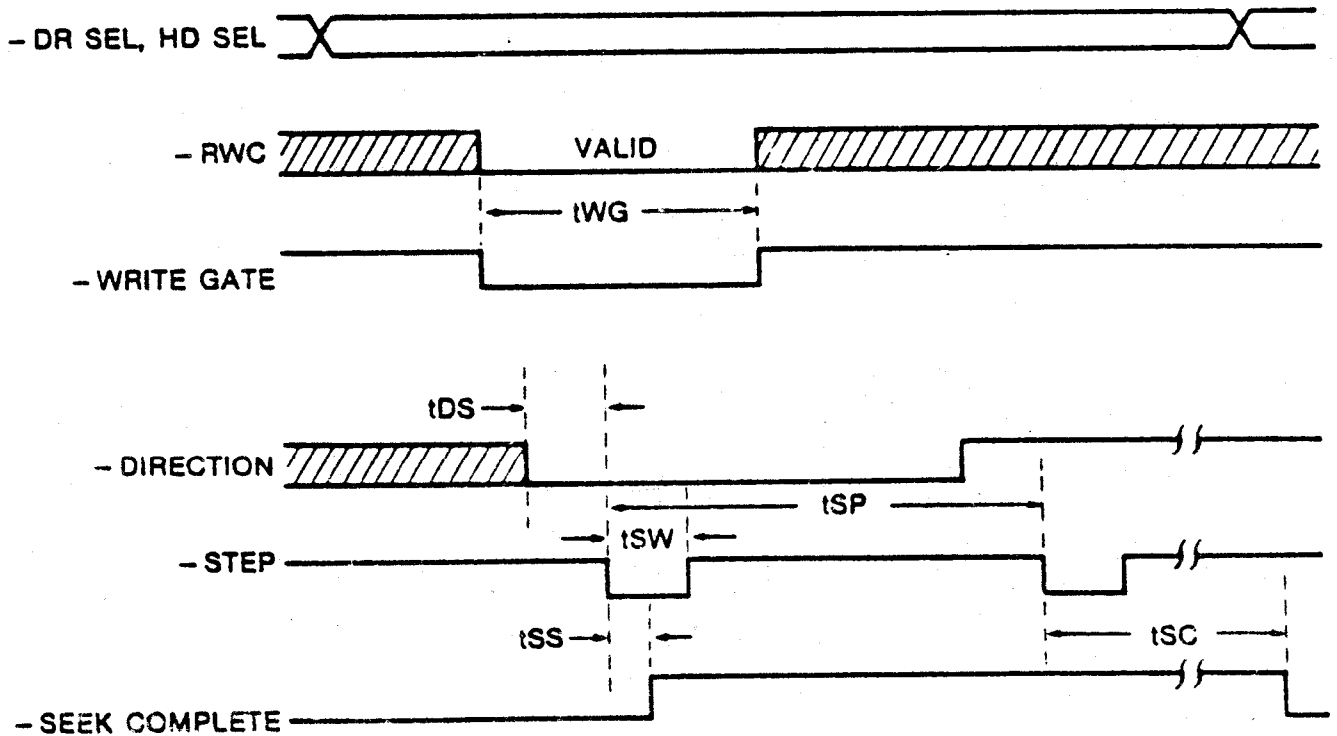 – DR SEL, HD SEL
– RWC
VALID
tWG
– WRITE GATE
tDS
– DIRECTION
tSP
tSW
– STEP
tSS
tSC
– SEEK COMPLETE